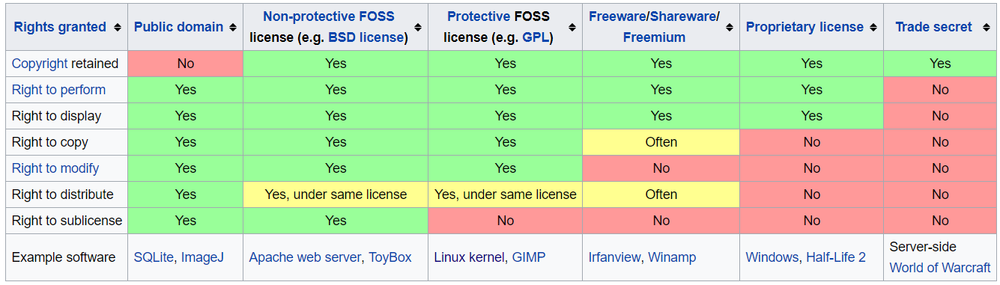 Rights granted Public domain Non-protective FOSS license (e.g. BSD license) Protective FOSS license (e.g. GPL) Freeware/Shareware/Freemium Proprietary license Trade secret
Copyright retained No Yes Yes Yes Yes Yes
Right to perform Yes Yes Yes Yes Yes No
Right to display Yes Yes Yes Yes Yes No
Right to copy Yes Yes Yes Often No No
Right to modify Yes Yes Yes No No No
Right to distribute Yes Yes, under same license Yes, under same license Often No No
Right to sublicense Yes Yes No No No No
Example software SQLite, ImageJ Apache web server, ToyBox Linux kernel, GIMP Irfanview, Winamp Windows, Half-Life 2 Server-side World of Warcraft